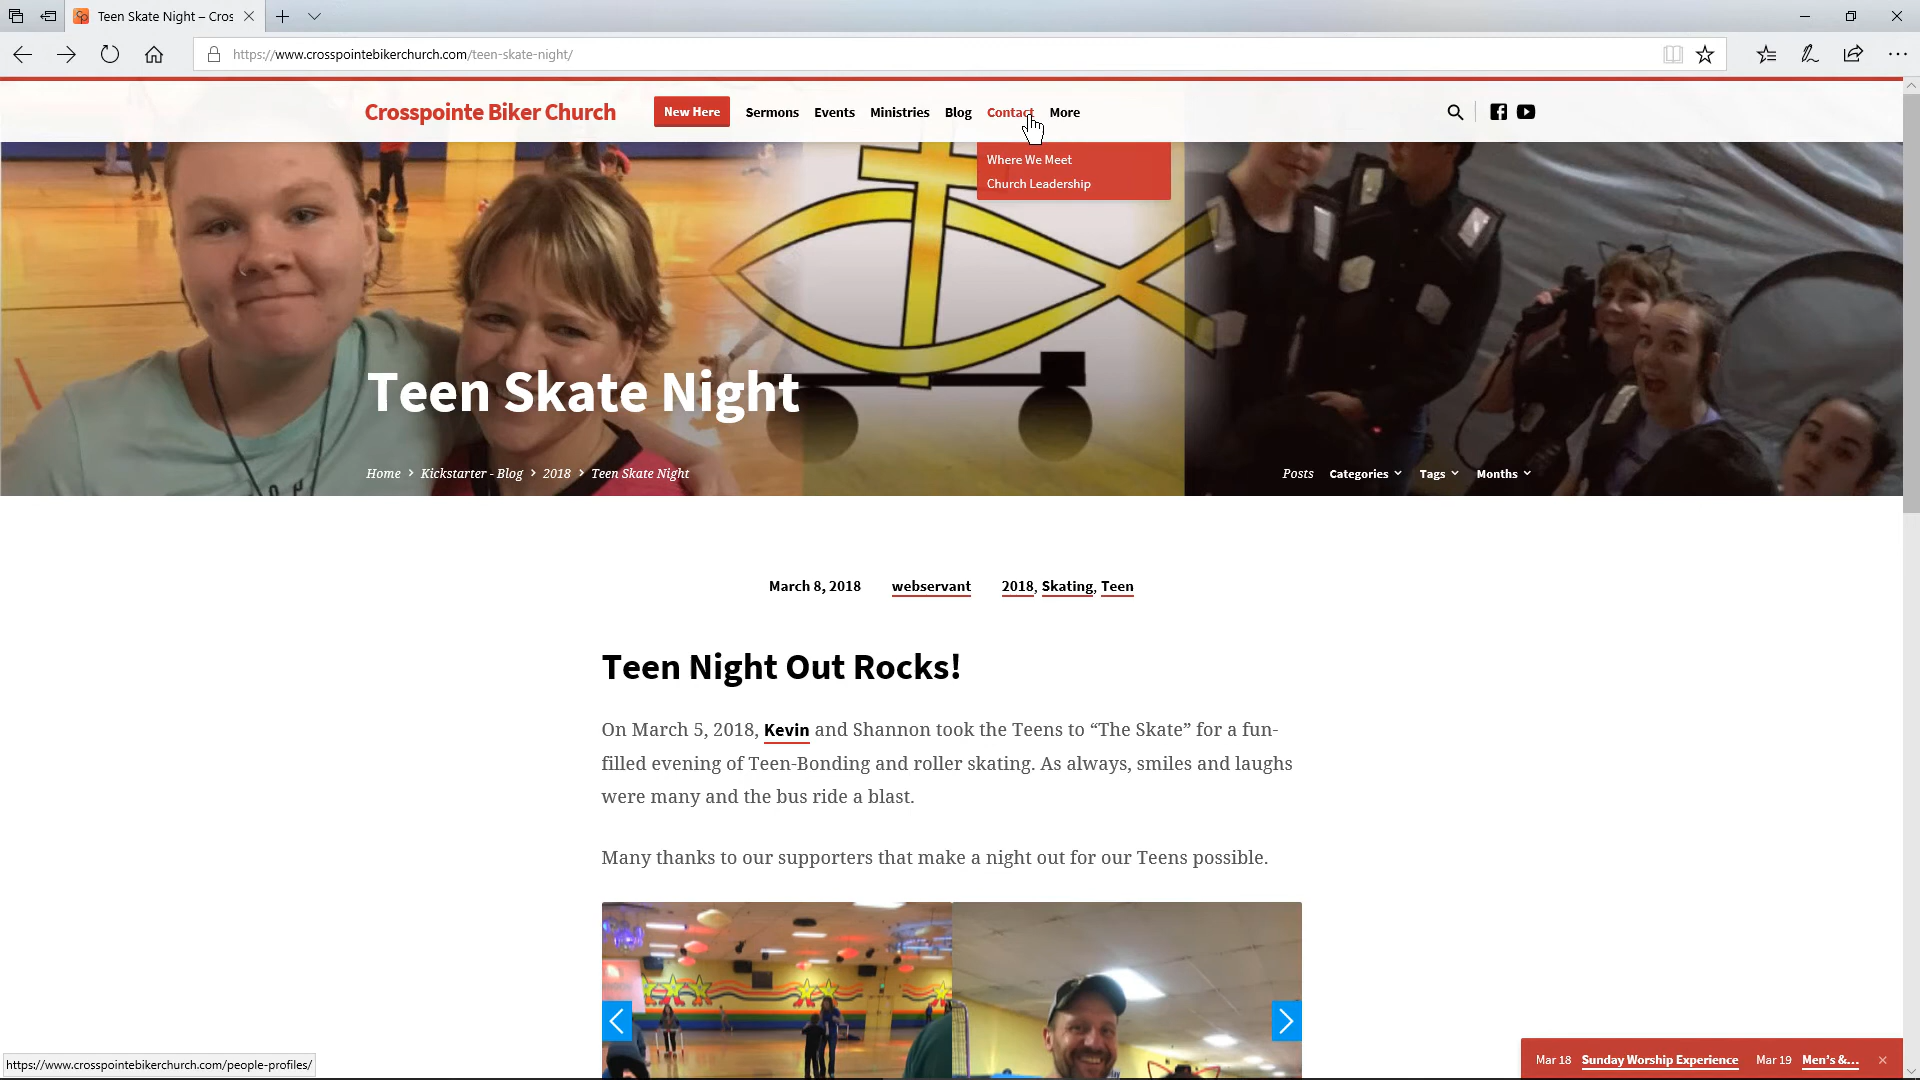 Teen Skate Night – Cros
https://www.crosspointebikerchurch.com/teen-skate-night/
Crosspointe Biker Church
New Here Sermons Events Ministries Blog Contact More
Where We Meet
Church Leadership
Teen Skate Night
Home > Kickstarter - Blog > 2018 > Teen Skate Night
Posts Categories Tags Months
March 8, 2018 webservant 2018, Skating, Teen
Teen Night Out Rocks!
On March 5, 2018, Kevin and Shannon took the Teens to “The Skate” for a fun-
filled evening of Teen-Bonding and roller skating. As always, smiles and laughs
were many and the bus ride a blast.
Many thanks to our supporters that make a night out for our Teens possible.
https://www.crosspointebikerchurch.com/people-profiles/
Mar 18 Sunday Worship Experience Mar 19 Men’s &...